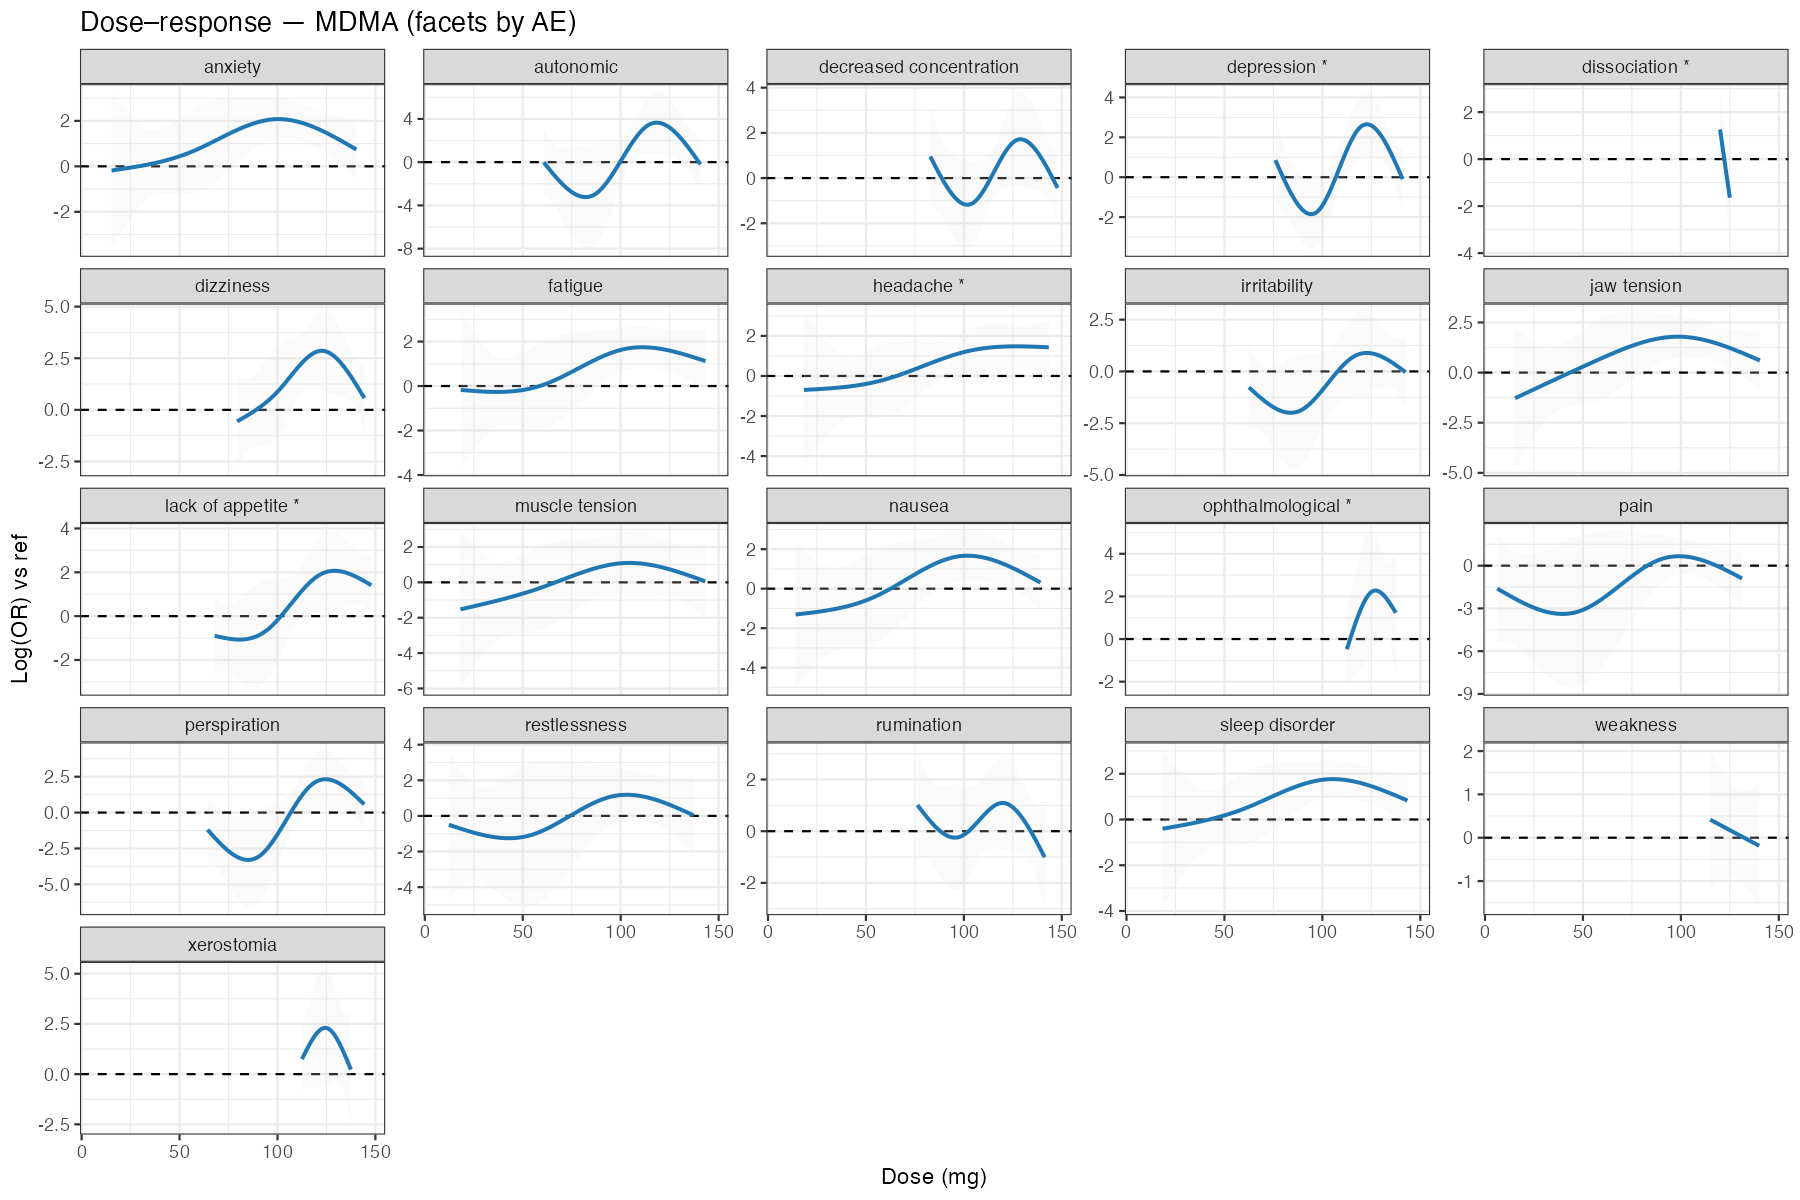 Dose–response — MDMA (facets by AE)
anxiety
autonomic
decreased concentration
depression *
dissociation *
2
0
-2
4
0
-4
-8
4
2
0
-2
4
2
0
-2
2
0
-2
-4
dizziness
fatigue
headache *
irritability
jaw tension
5.0
2.5
0.0
-2.5
2
0
-2
-4
2
0
-2
-4
2.5
0.0
-2.5
-5.0
2.5
0.0
-2.5
-5.0
lack of appetite *
muscle tension
nausea
ophthalmological *
pain
4
2
0
-2
2
0
-2
-4
-6
2
0
-2
-4
4
2
0
-2
0
-3
-6
-9
perspiration
restlessness
rumination
sleep disorder
weakness
2.5
0.0
-2.5
-5.0
4
2
0
-2
-4
2
0
-2
2
0
-2
-4
2
1
0
-1
0 50 100 150
0 50 100 150
0 50 100 150
0 50 100 150
xerostomia
5.0
2.5
0.0
-2.5
0 50 100 150
Log(OR) vs ref
Dose (mg)